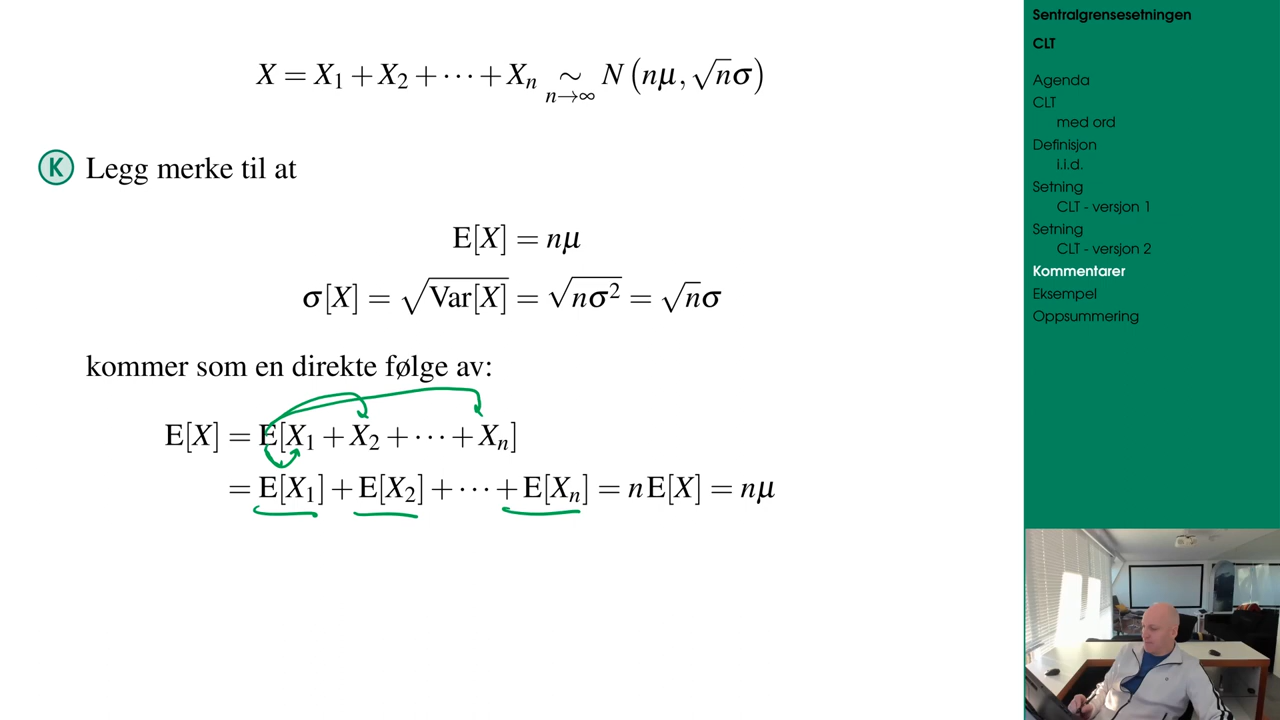 X = X₁ + X₂ + ⋯ + Xₙ ∼ N(nμ, √nσ)
n→∞
K Legg merke til at
E[X] = nμ
σ[X] = √Var[X] = √nσ² = √nσ
kommer som en direkte følge av:
E[X] = E[X₁ + X₂ + ⋯ + Xₙ]
= E[X₁] + E[X₂] + ⋯ + E[Xₙ] = n E[X] = nμ
Sentralgrensesetningen
CLT
Agenda
CLT
med ord
Definisjon
i.i.d.
Setning
CLT - versjon 1
Setning
CLT - versjon 2
Kommentarer
Eksempel
Oppsummering